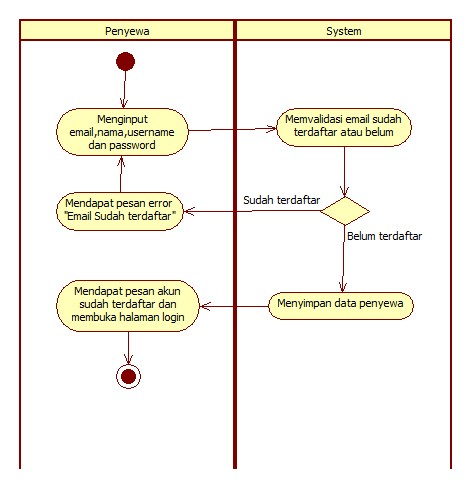 Penyewa
System
Menginput
email,nama,username
dan password
Memvalidasi email sudah
terdaftar atau belum
Sudah terdaftar
Mendapat pesan error
"Email Sudah terdaftar"
Belum terdaftar
Mendapat pesan akun
sudah terdaftar dan
membuka halaman login
Menyimpan data penyewa